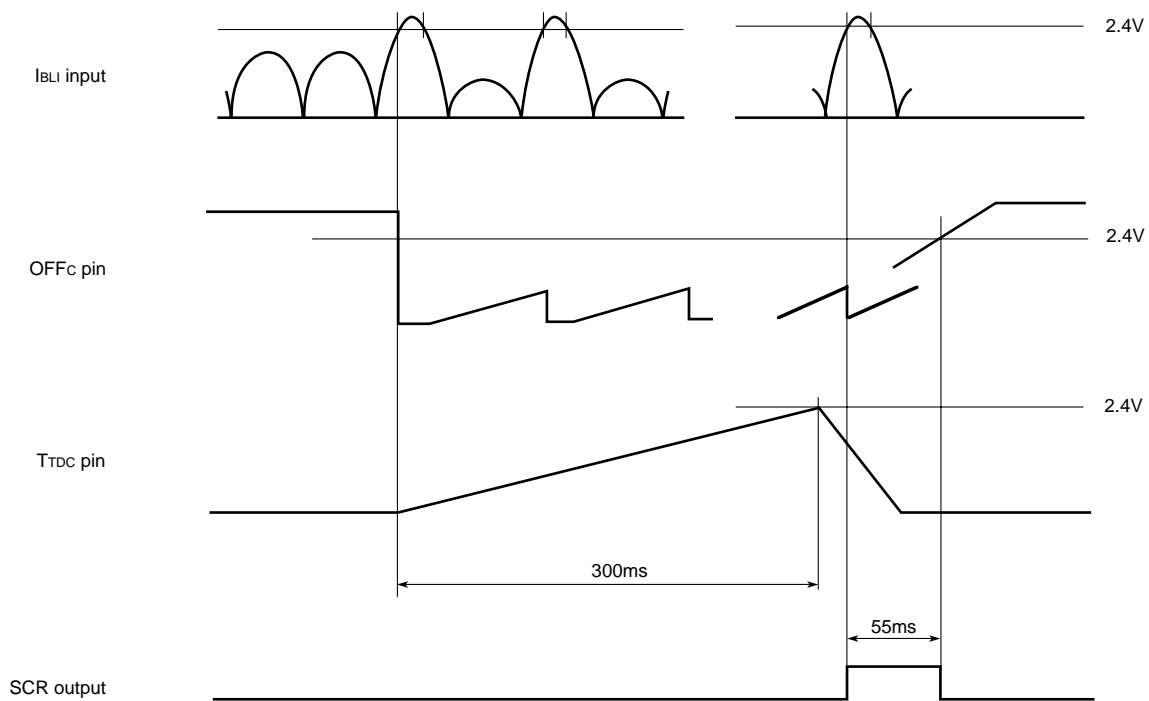 2.4V
IBLI input
2.4V
OFFC pin
2.4V
TTDC pin
300ms
55ms
SCR output